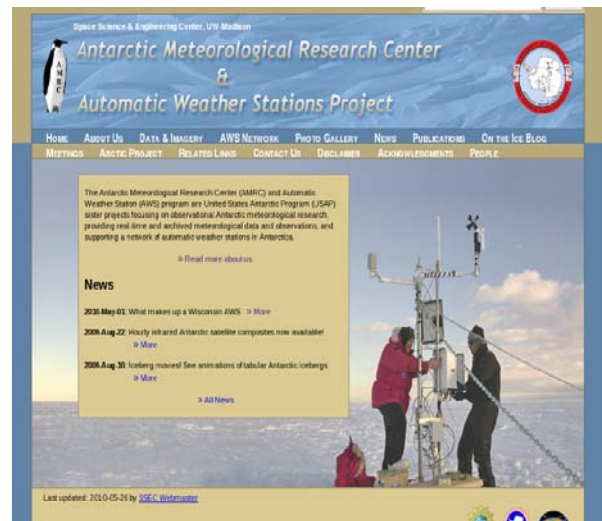 Space Science & Engineering Center, UW-Madison
Antarctic Meteorological Research Center
&
Automatic Weather Stations Project
AMRC
Home About Us Data & Imagery AWS Network Photo Gallery News Publications On the Ice Blog
Meetings Arctic Project Related Links Contact Us Disclaimer Acknowledgments People
The Antarctic Meteorological Research Center (AMRC) and Automatic
Weather Station (AWS) program are United States Antarctic Program (USAP)
sister projects focusing on observational Antarctic meteorological research,
providing real-time and archived meteorological data and observations, and
supporting a network of automatic weather stations in Antarctica.
» Read more about us.
News
2010-May-01: What makes up a Wisconsin AWS » More
2009-Aug-22: Hourly infrared Antarctic satellite composites now available!
» More
2009-Aug-10: Iceberg movies! See animations of tabular Antarctic icebergs.
» More
» All News
Last updated: 2010-05-26 by SSEC Webmaster